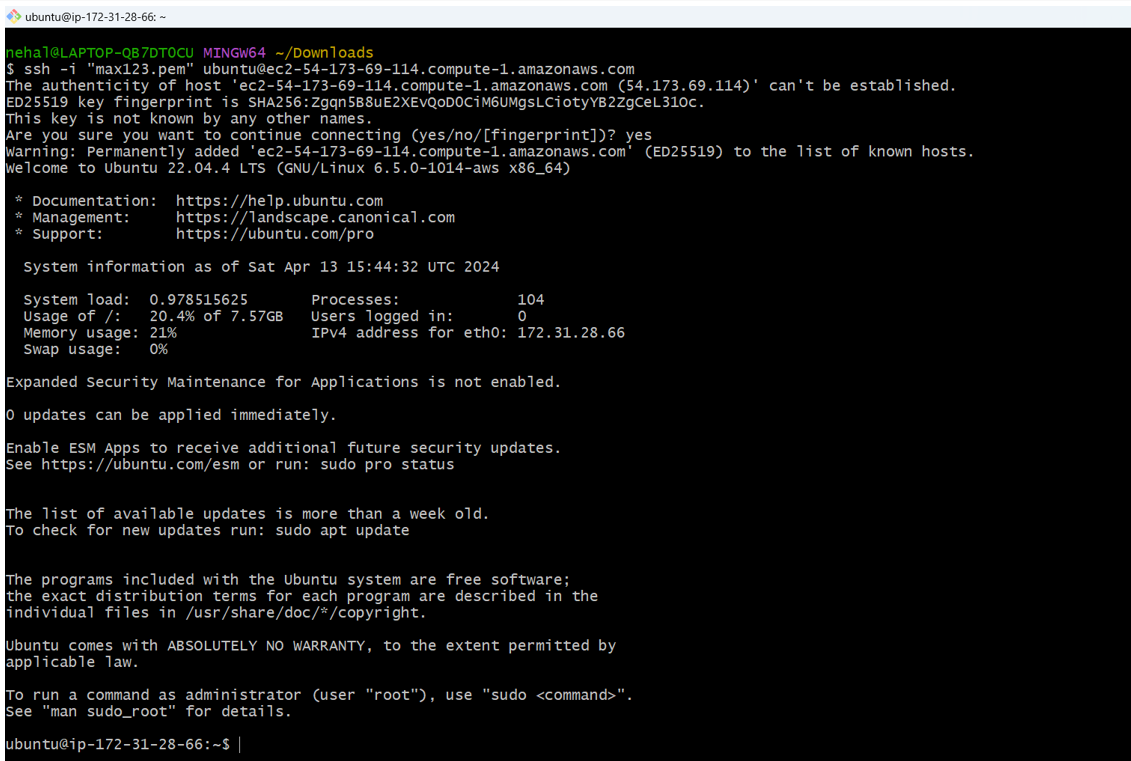 ubuntu@ip-172-31-28-66: ~
nehal@LAPTOP-QB7DTOCU MINGW64 ~/Downloads
$ ssh -i "max123.pem" ubuntu@ec2-54-173-69-114.compute-1.amazonaws.com
The authenticity of host 'ec2-54-173-69-114.compute-1.amazonaws.com (54.173.69.114)' can't be established.
ED25519 key fingerprint is SHA256:Zgqn5B8uE2XEvQoDOCiM6UMgsLCiotyYB2ZgCeL31Oc.
This key is not known by any other names.
Are you sure you want to continue connecting (yes/no/[fingerprint])? yes
Warning: Permanently added 'ec2-54-173-69-114.compute-1.amazonaws.com' (ED25519) to the list of known hosts.
Welcome to Ubuntu 22.04.4 LTS (GNU/Linux 6.5.0-1014-aws x86_64)
* Documentation:  https://help.ubuntu.com
* Management:     https://landscape.canonical.com
* Support:        https://ubuntu.com/pro
System information as of Sat Apr 13 15:44:32 UTC 2024
System load:  0.978515625       Processes:             104
Usage of /:   20.4% of 7.57GB   Users logged in:       0
Memory usage: 21%               IPv4 address for eth0: 172.31.28.66
Swap usage:   0%
Expanded Security Maintenance for Applications is not enabled.
0 updates can be applied immediately.
Enable ESM Apps to receive additional future security updates.
See https://ubuntu.com/esm or run: sudo pro status
The list of available updates is more than a week old.
To check for new updates run: sudo apt update
The programs included with the Ubuntu system are free software;
the exact distribution terms for each program are described in the
individual files in /usr/share/doc/*/copyright.
Ubuntu comes with ABSOLUTELY NO WARRANTY, to the extent permitted by
applicable law.
To run a command as administrator (user "root"), use "sudo <command>".
See "man sudo_root" for details.
ubuntu@ip-172-31-28-66:~$